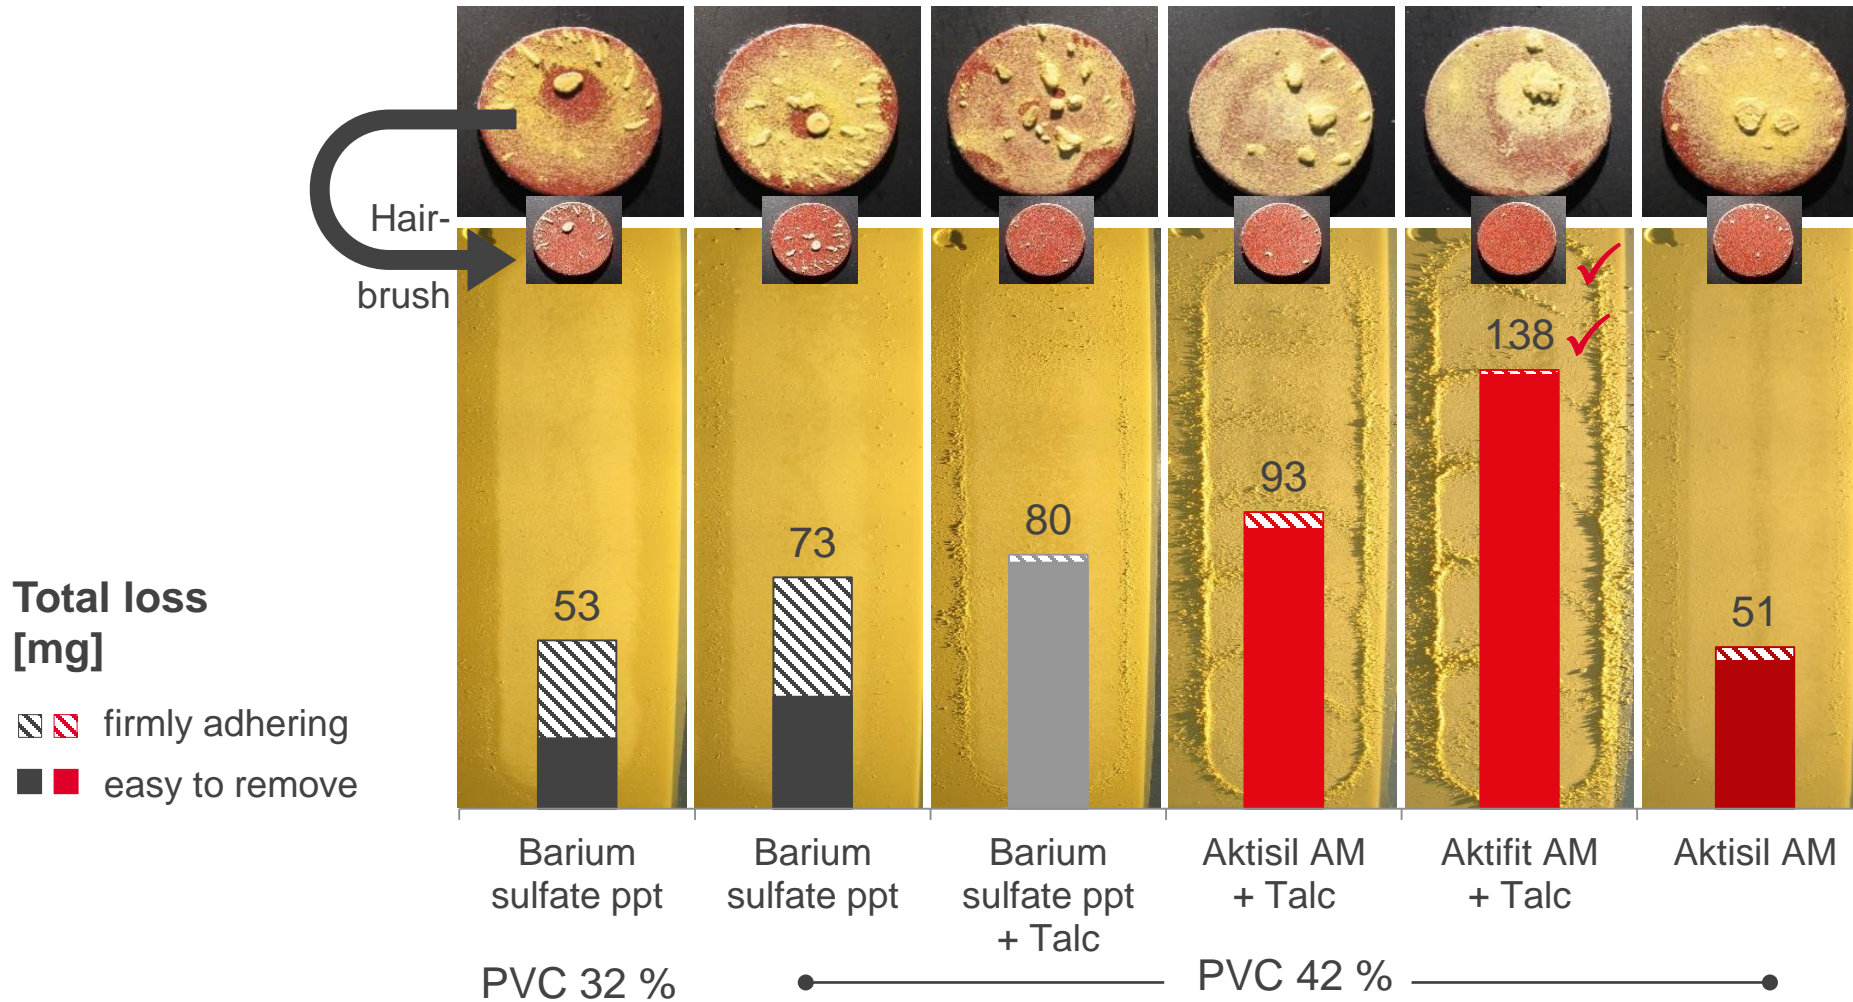 Hair-
brush
138
93
80
73
53
51
Total loss
[mg]
firmly adhering
easy to remove
Barium
sulfate ppt
Barium
sulfate ppt
Barium
sulfate ppt
+ Talc
Aktisil AM
+ Talc
Aktifit AM
+ Talc
Aktisil AM
PVC 32 %
PVC 42 %